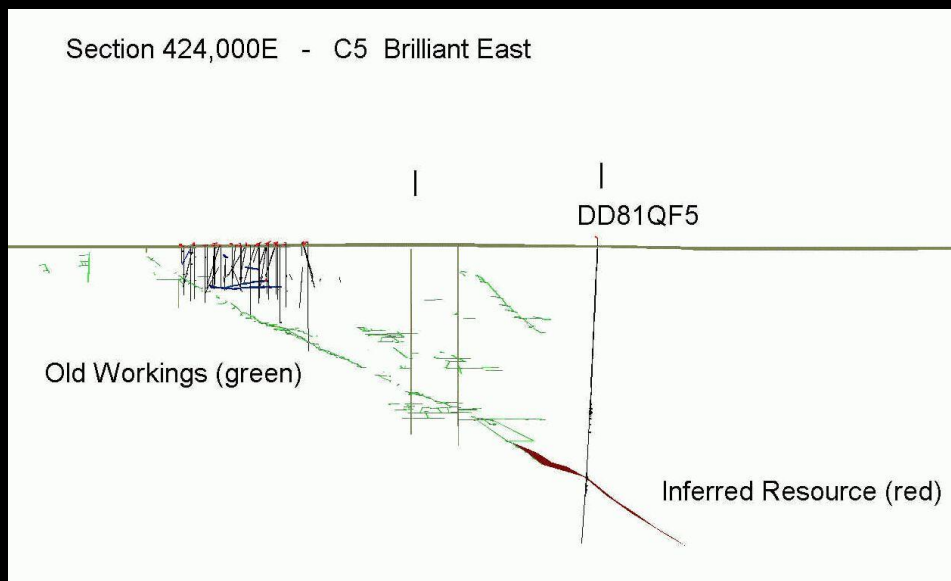 Section 424,000E - C5 Brilliant East
DD81QF5
Old Workings (green)
Inferred Resource (red)